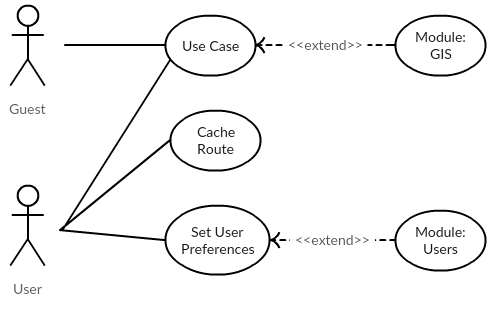 Use Case
<<extend>>
Module:
GIS
Guest
Cache
Route
Set User
Preferences
<<extend>>
Module:
Users
User